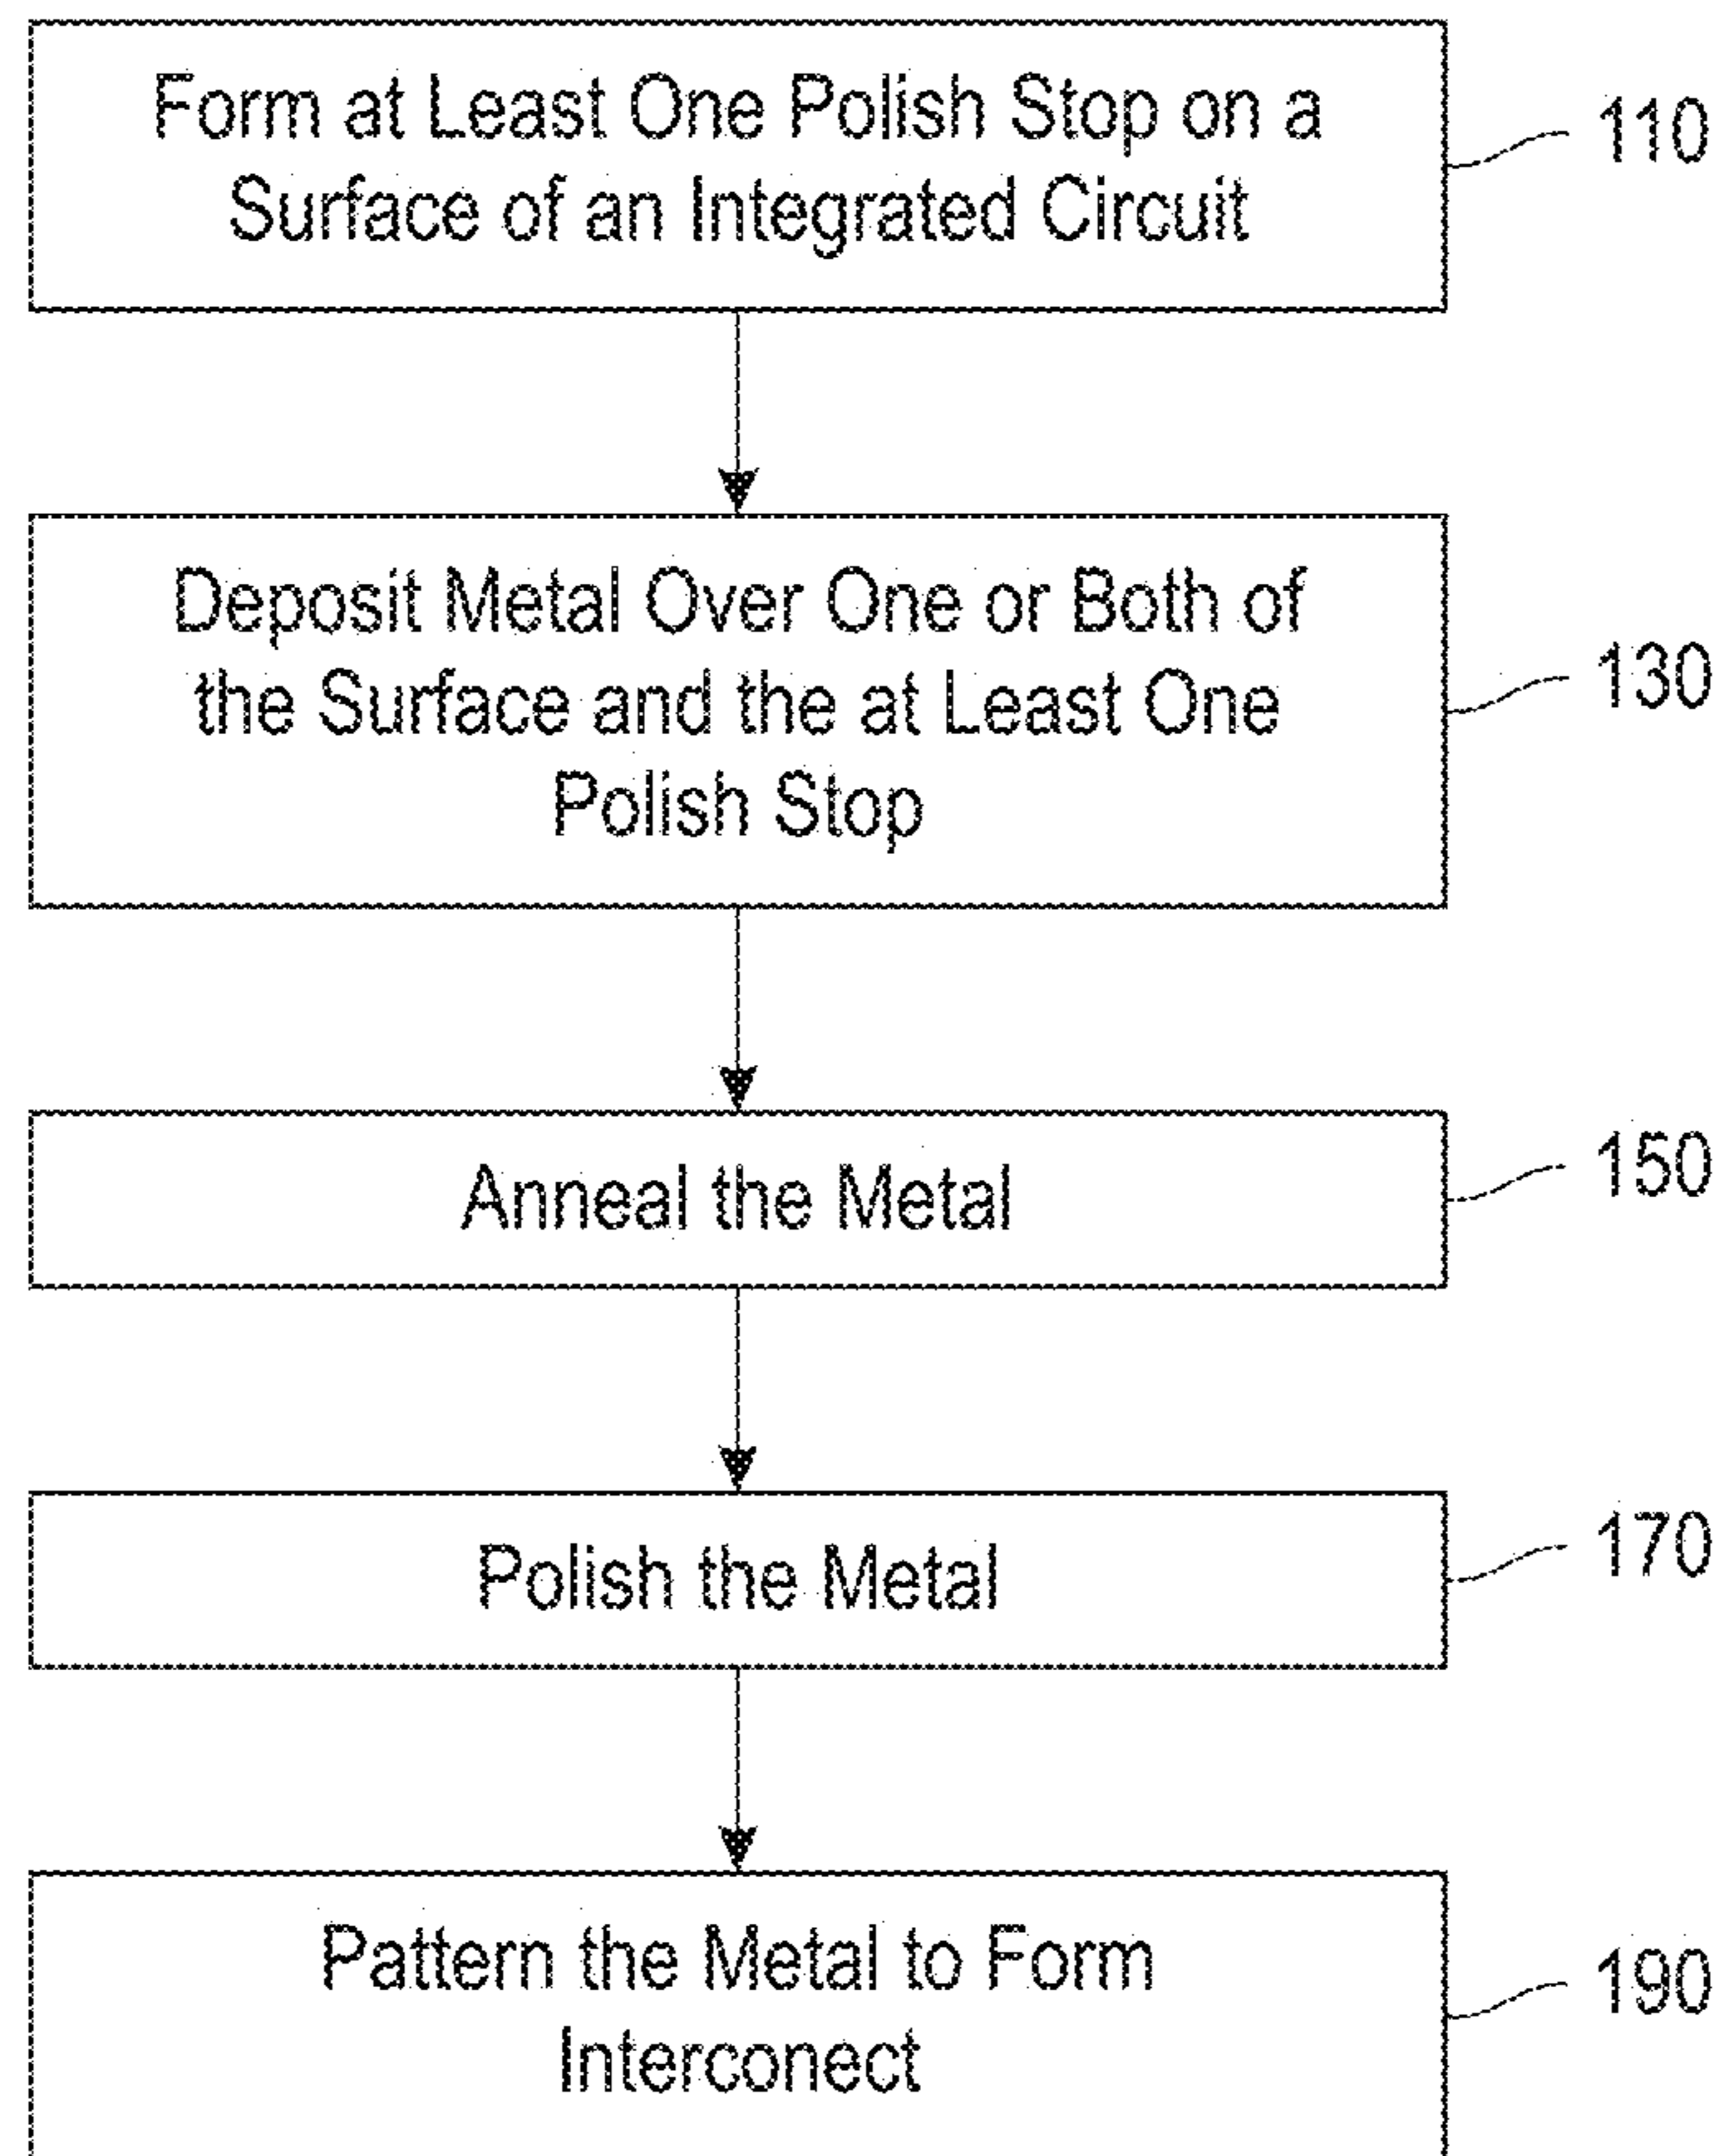 Form at Least One Polish Stop on a
Surface of an Integrated Circuit
110
Deposit Metal Over One or Both of
the Surface and the at Least One
Polish Stop
130
Anneal the Metal
150
Polish the Metal
170
Pattern the Metal to Form
Interconect
190